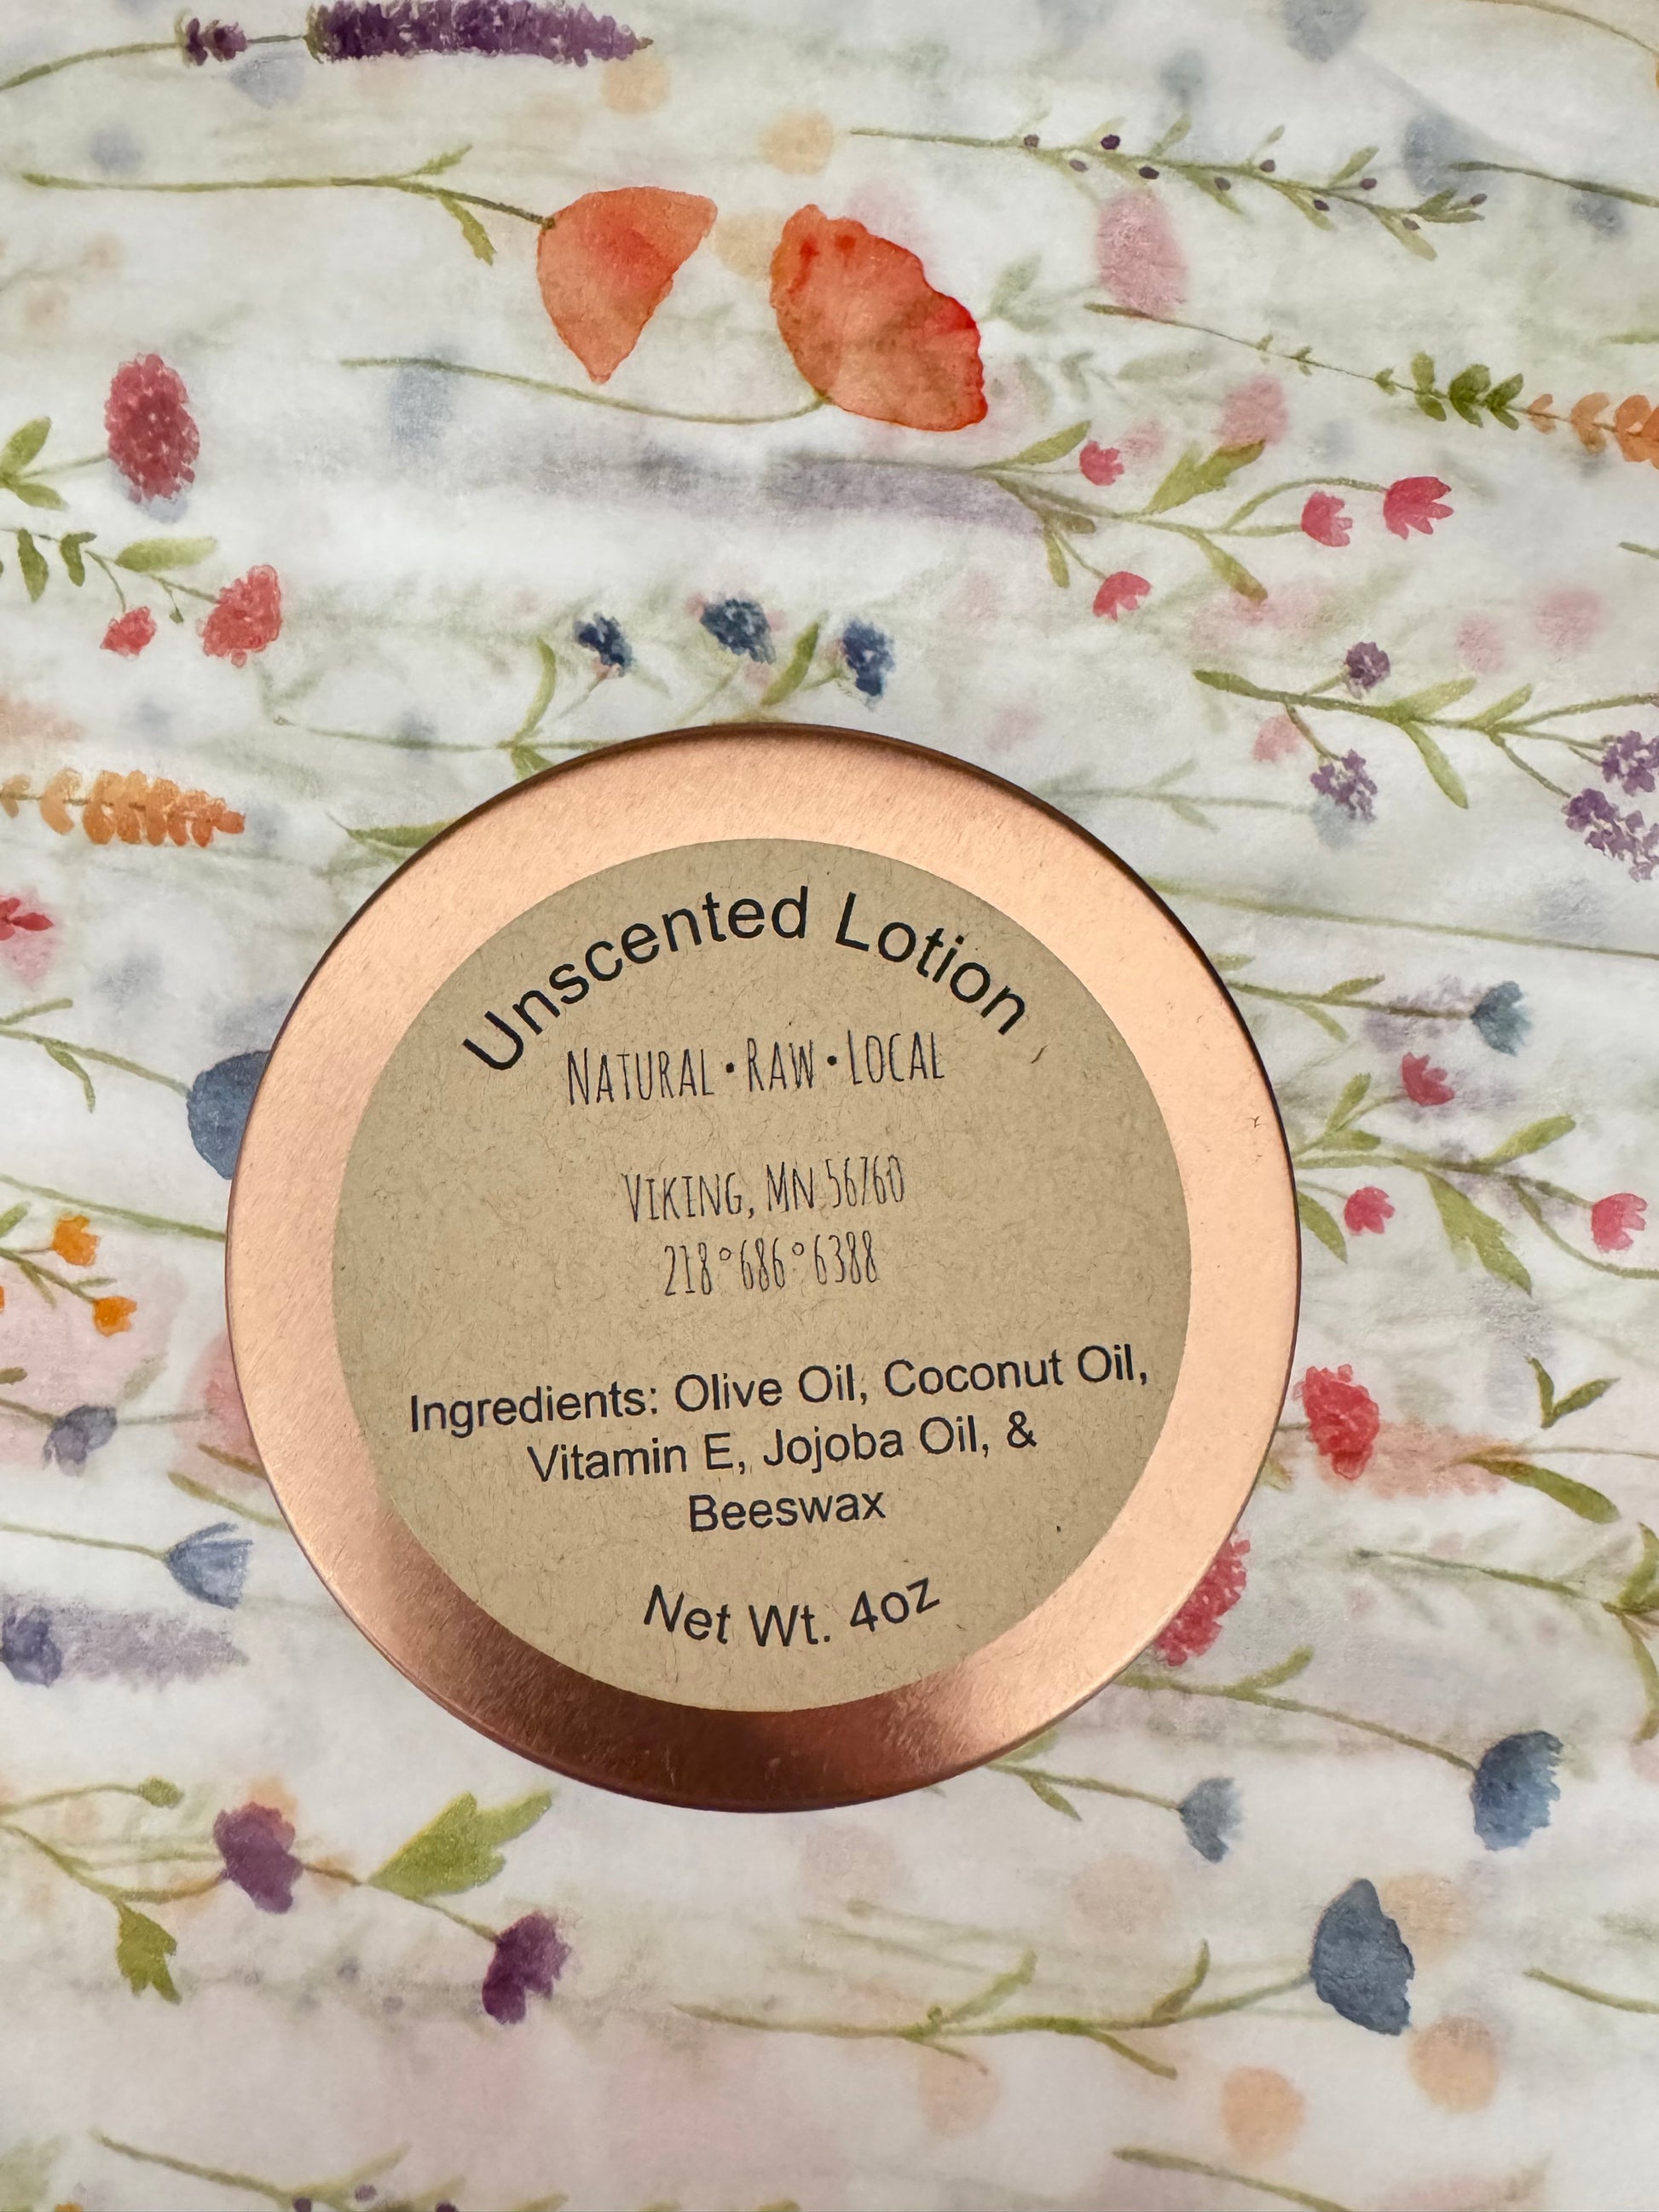 Unscented Lotion
NATURAL • RAW • LOCAL
VIKING, MN 56760
218°686°6388
Ingredients: Olive Oil, Coconut Oil,
Vitamin E, Jojoba Oil, &
Beeswax
Net Wt. 4oz